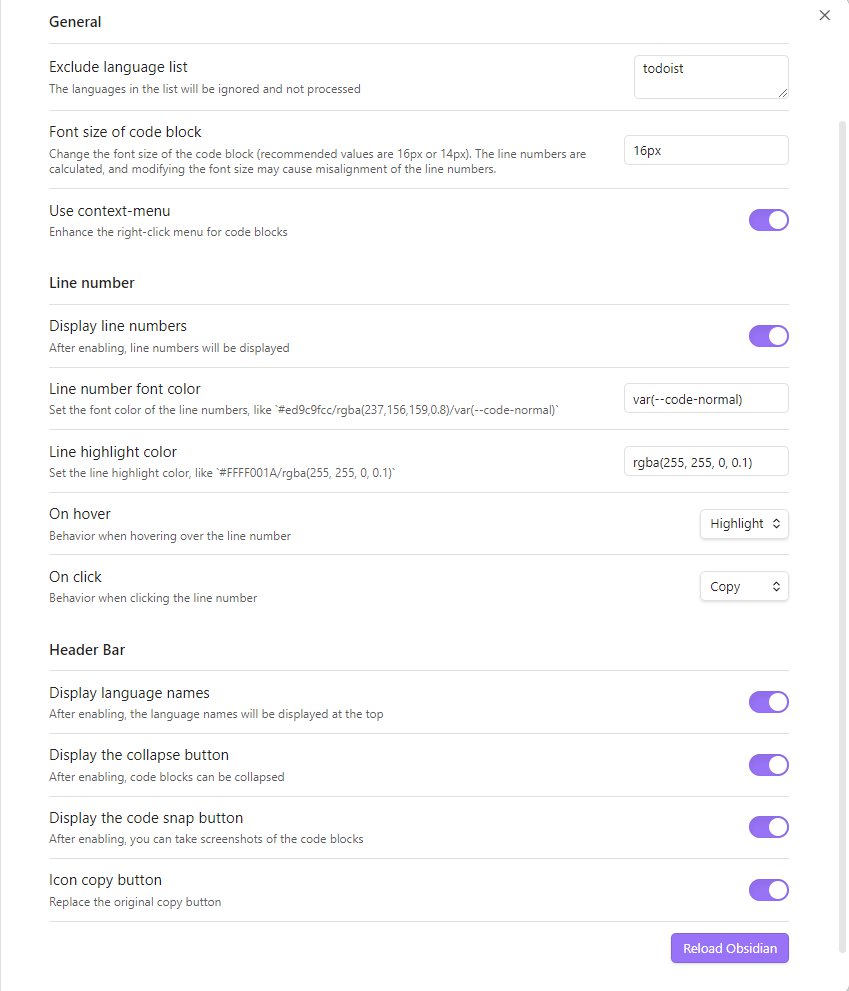 General
Exclude language list
The languages in the list will be ignored and not processed
todoist
Font size of code block
Change the font size of the code block (recommended values are 16px or 14px). The line numbers are
calculated, and modifying the font size may cause misalignment of the line numbers.
16px
Use context-menu
Enhance the right-click menu for code blocks
Line number
Display line numbers
After enabling, line numbers will be displayed
Line number font color
Set the font color of the line numbers, like `#ed9c9fcc/rgba(237,156,159,0.8)/var(--code-normal)`
var(--code-normal)
Line highlight color
Set the line highlight color, like `#FFFF001A/rgba(255, 255, 0, 0.1)`
rgba(255, 255, 0, 0.1)
On hover
Behavior when hovering over the line number
Highlight
On click
Behavior when clicking the line number
Copy
Header Bar
Display language names
After enabling, the language names will be displayed at the top
Display the collapse button
After enabling, code blocks can be collapsed
Display the code snap button
After enabling, you can take screenshots of the code blocks
Icon copy button
Replace the original copy button
Reload Obsidian